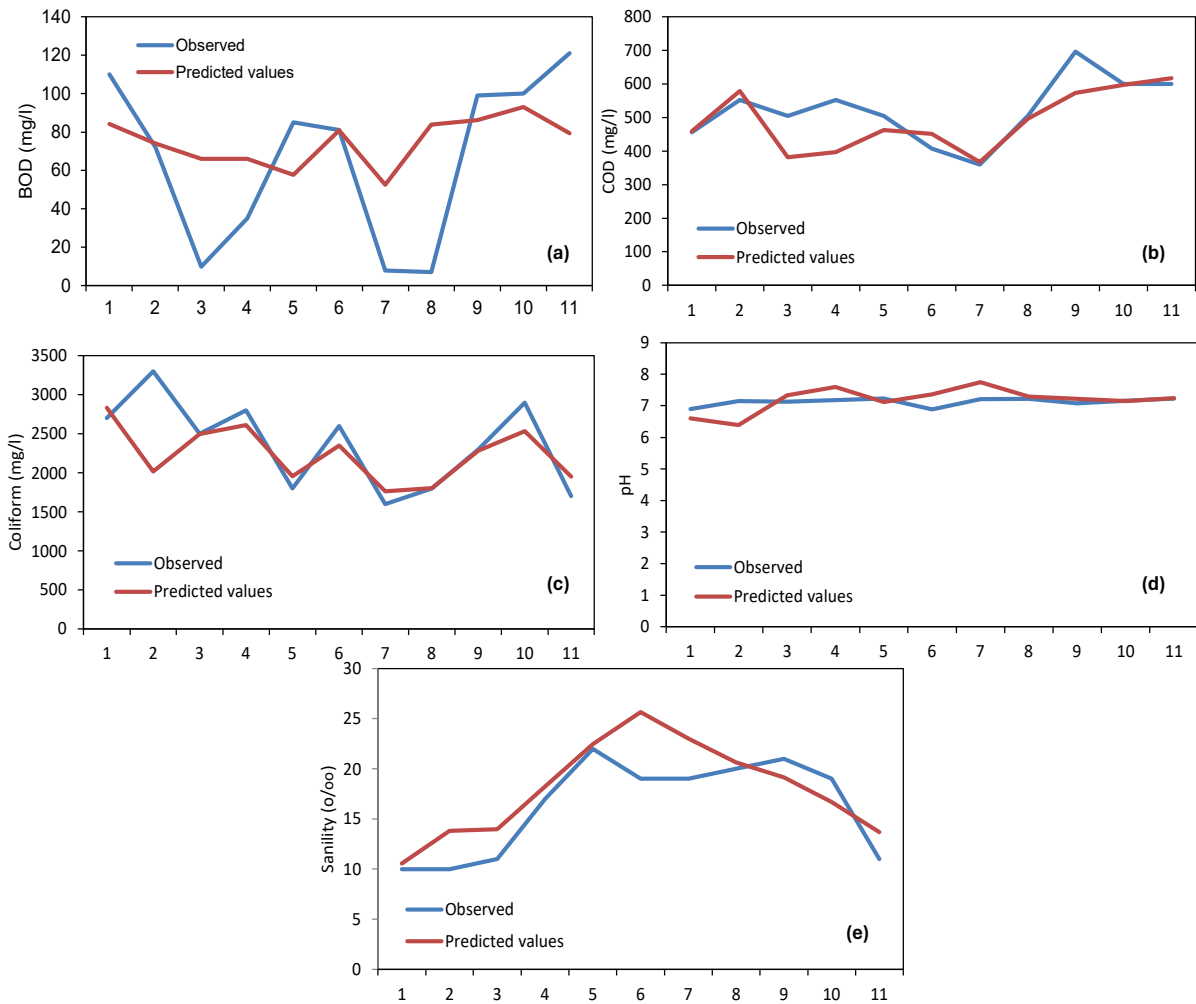 140
120
100
80
60
40
20
0
BOD (mg/l)
Observed
Predicted values
(a)
1 2 3 4 5 6 7 8 9 10 11
800
700
600
500
400
300
200
100
0
COD (mg/l)
Observed
Predicted values
(b)
1 2 3 4 5 6 7 8 9 10 11
3500
3000
2500
2000
1500
1000
500
0
Coliform (mg/l)
Observed
Predicted values
(c)
1 2 3 4 5 6 7 8 9 10 11
9
8
7
6
5
4
3
2
1
0
pH
Observed
Predicted values
(d)
1 2 3 4 5 6 7 8 9 10 11
30
25
20
15
10
5
0
Sanility (o/oo)
Observed
Predicted values
(e)
1 2 3 4 5 6 7 8 9 10 11